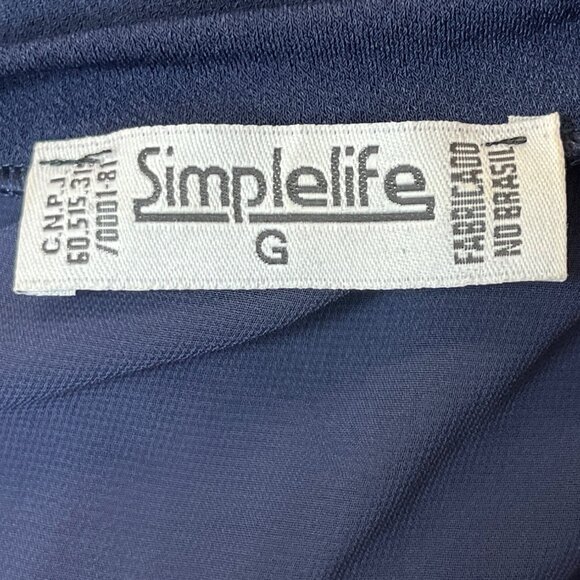 C.N.P.J.
60.515.31
/0001-81
Simplelife
G
FABRICADO
NO BRASIL